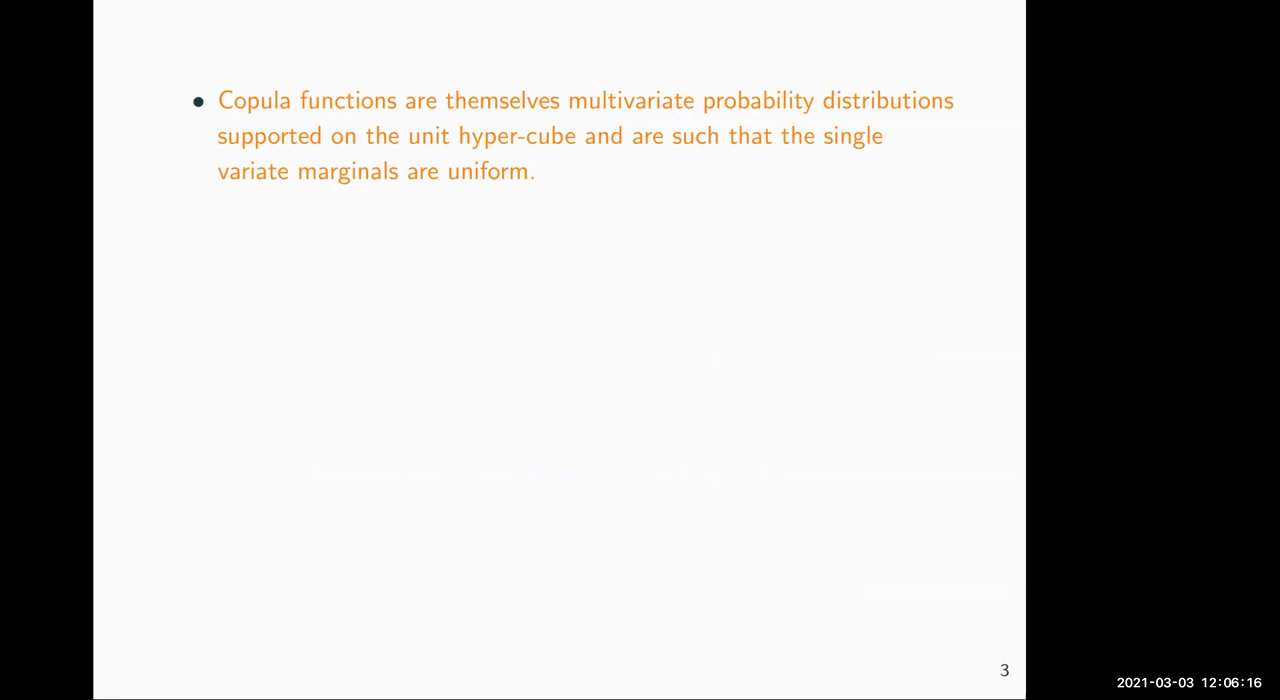 • Copula functions are themselves multivariate probability distributions
supported on the unit hyper-cube and are such that the single
variate marginals are uniform.
3
2021-03-03 12:06:16